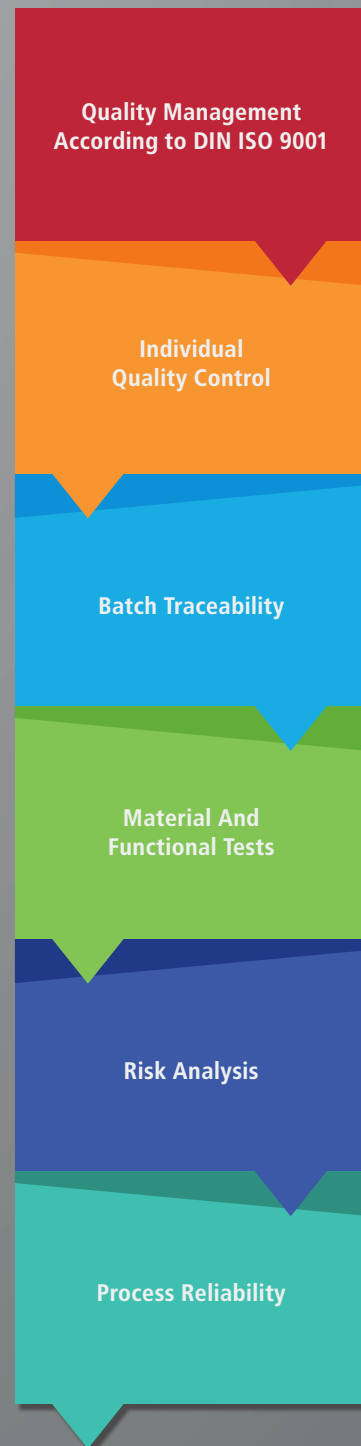 Quality Management
According to DIN ISO 9001
Individual
Quality Control
Batch Traceability
Material And
Functional Tests
Risk Analysis
Process Reliability